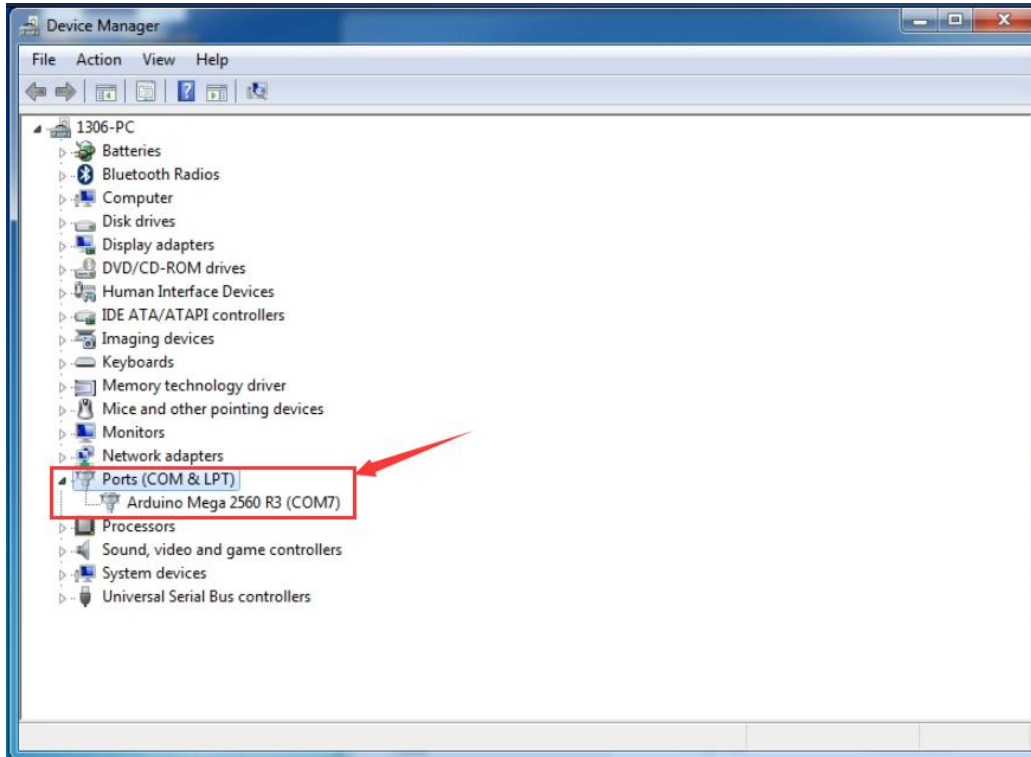 Device Manager
File Action View Help
1306-PC
Batteries
Bluetooth Radios
Computer
Disk drives
Display adapters
DVD/CD-ROM drives
Human Interface Devices
IDE ATA/ATAPI controllers
Imaging devices
Keyboards
Memory technology driver
Mice and other pointing devices
Monitors
Network adapters
Ports (COM & LPT)
Arduino Mega 2560 R3 (COM7)
Processors
Sound, video and game controllers
System devices
Universal Serial Bus controllers